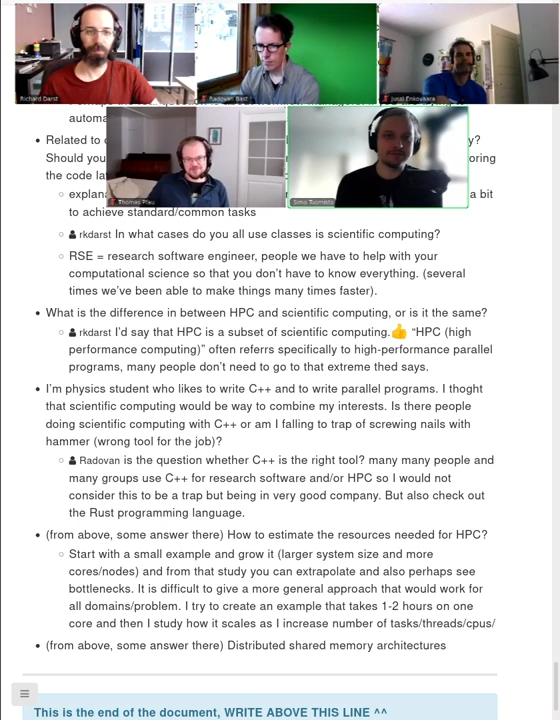 Richard Darst
Radovan Bast
Jussi Enkovaara
automa
Related to c
y?
Should you
oring
the code la
Thomas Pfau
Simo Tuomisto
explana
a bit
to achieve standard/common tasks
rkdarst In what cases do you all use classes is scientific computing?
RSE = research software engineer, people we have to help with your
computational science so that you don't have to know everything. (several
times we've been able to make things many times faster).
What is the difference in between HPC and scientific computing, or is it the same?
rkdarst I'd say that HPC is a subset of scientific computing.👍 "HPC (high
performance computing)" often referrs specifically to high-performance parallel
programs, many people don't need to go to that extreme thed says.
I'm physics student who likes to write C++ and to write parallel programs. I thoght
that scientific computing would be way to combine my interests. Is there people
doing scientific computing with C++ or am I falling to trap of screwing nails with
hammer (wrong tool for the job)?
Radovan is the question whether C++ is the right tool? many many people and
many groups use C++ for research software and/or HPC so I would not
consider this to be a trap but being in very good company. But also check out
the Rust programming language.
(from above, some answer there) How to estimate the resources needed for HPC?
Start with a small example and grow it (larger system size and more
cores/nodes) and from that study you can extrapolate and also perhaps see
bottlenecks. It is difficult to give a more general approach that would work for
all domains/problem. I try to create an example that takes 1-2 hours on one
core and then I study how it scales as I increase number of tasks/threads/cpus/
(from above, some answer there) Distributed shared memory architectures
This is the end of the document, WRITE ABOVE THIS LINE ^^